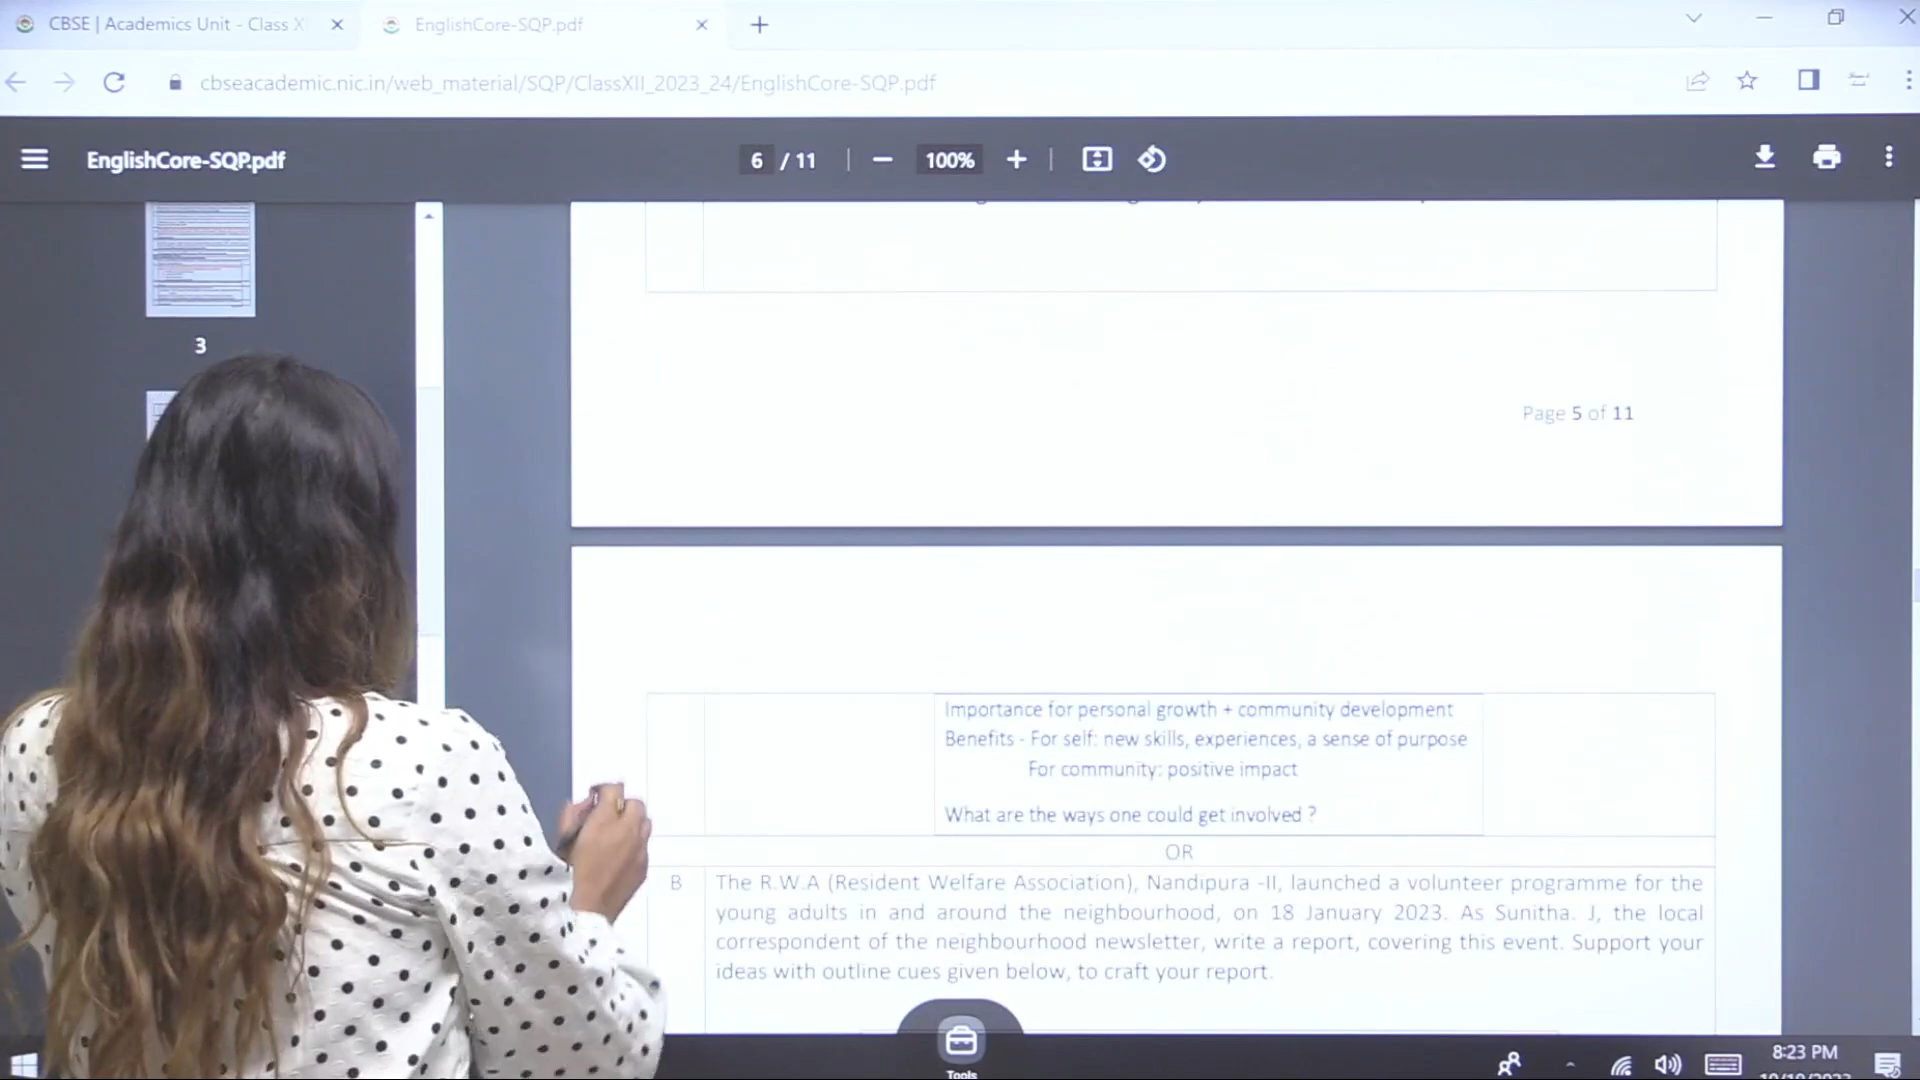 CBSE | Academics Unit - Class X
EnglishCore-SQP.pdf
cbseacademic.nic.in/web_material/SQP/ClassXII_2023_24/EnglishCore-SQP.pdf
EnglishCore-SQP.pdf
6 / 11
100%
3
Page 5 of 11
Importance for personal growth + community development
Benefits - For self: new skills, experiences, a sense of purpose
For community: positive impact
What are the ways one could get involved ?
OR
B
The R.W.A (Resident Welfare Association), Nandipura -II, launched a volunteer programme for the
young adults in and around the neighbourhood, on 18 January 2023. As Sunitha. J, the local
correspondent of the neighbourhood newsletter, write a report, covering this event. Support your
ideas with outline cues given below, to craft your report.
Tools
8:23 PM